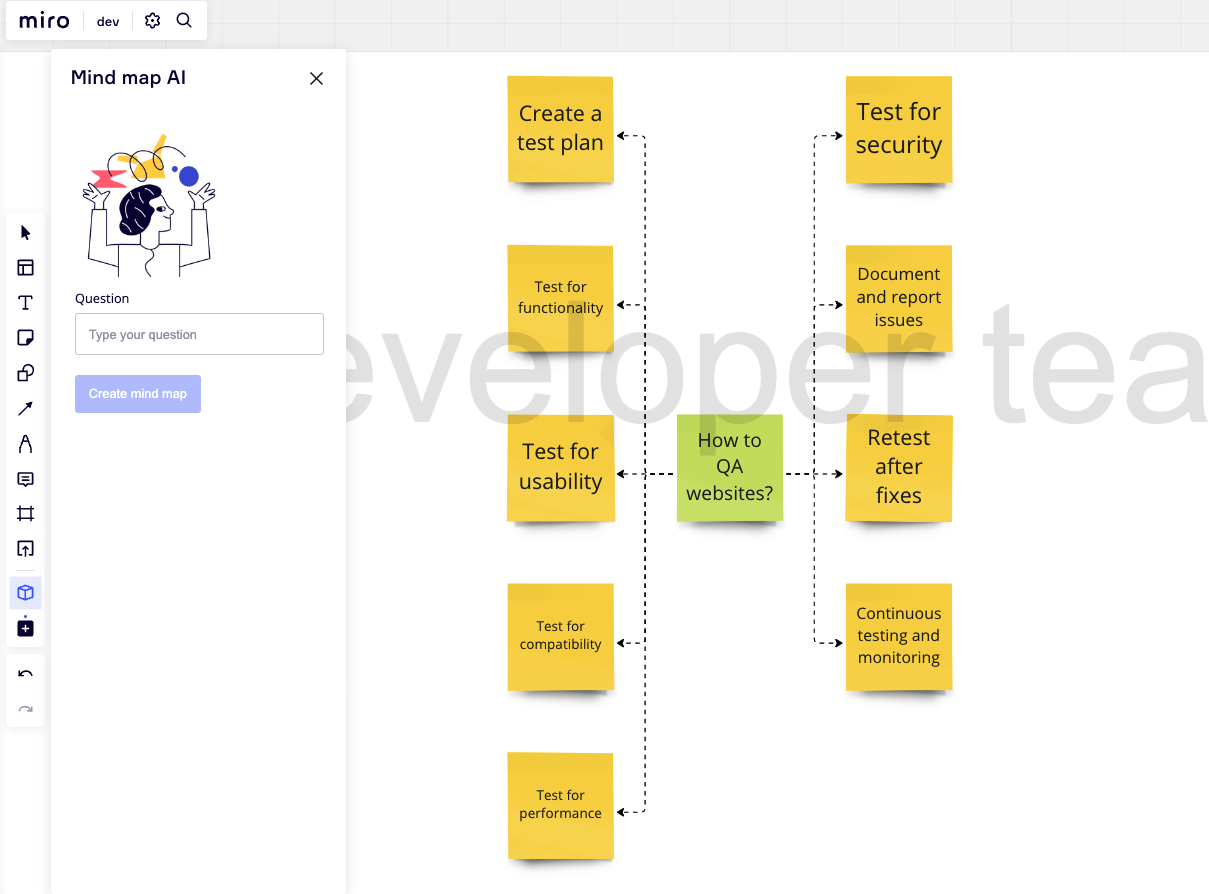 miro
dev
Mind map AI
Question
Type your question
Create mind map
Create a
test plan
Test for
functionality
Test for
usability
Test for
compatibility
Test for
performance
How to
QA
websites?
Test for
security
Document
and report
issues
Retest
after
fixes
Continuous
testing and
monitoring
eveloper tea